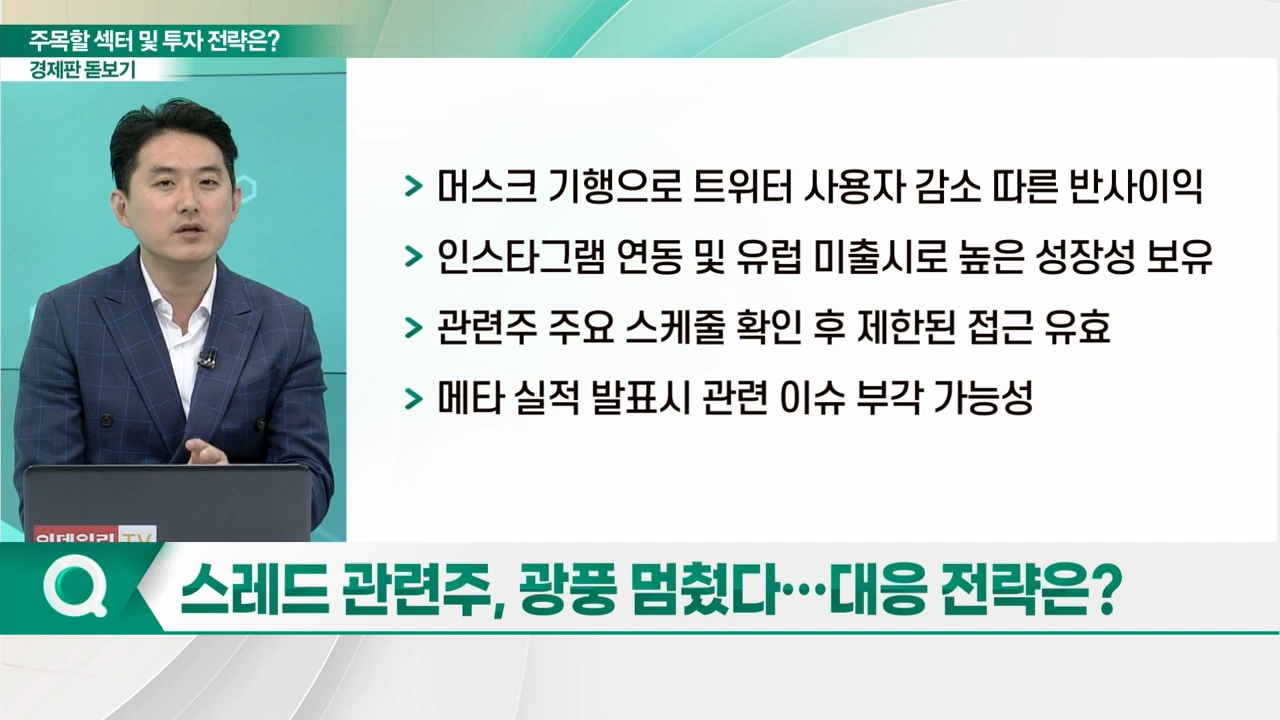 주목할 섹터 및 투자 전략은?
경제판 돋보기
> 머스크 기행으로 트위터 사용자 감소 따른 반사이익
> 인스타그램 연동 및 유럽 미출시로 높은 성장성 보유
> 관련주 주요 스케줄 확인 후 제한된 접근 유효
> 메타 실적 발표시 관련 이슈 부각 가능성
이데일리 TV
스레드 관련주, 광풍 멈췄다…대응 전략은?